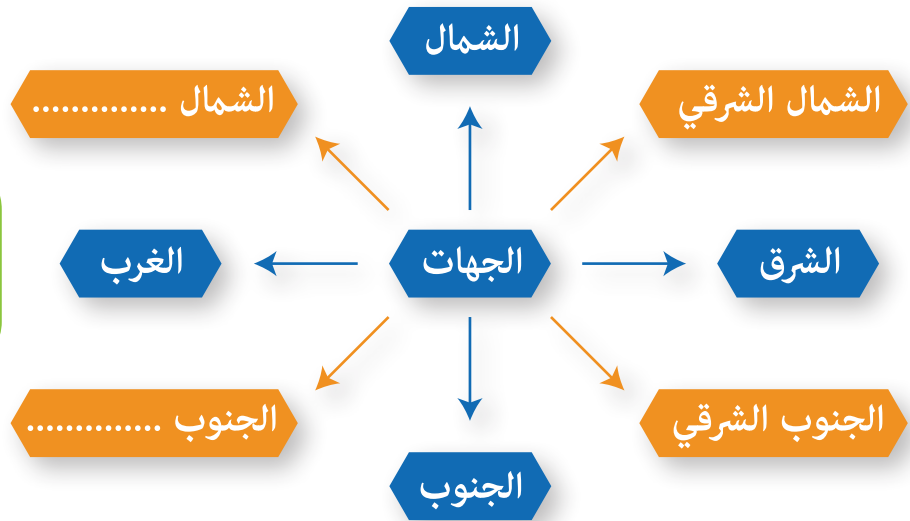 الشمال
الشمال الشرقي
الشمال ..............
الشرق
الجهات
الغرب
الجنوب الشرقي
الجنوب ..............
الجنوب